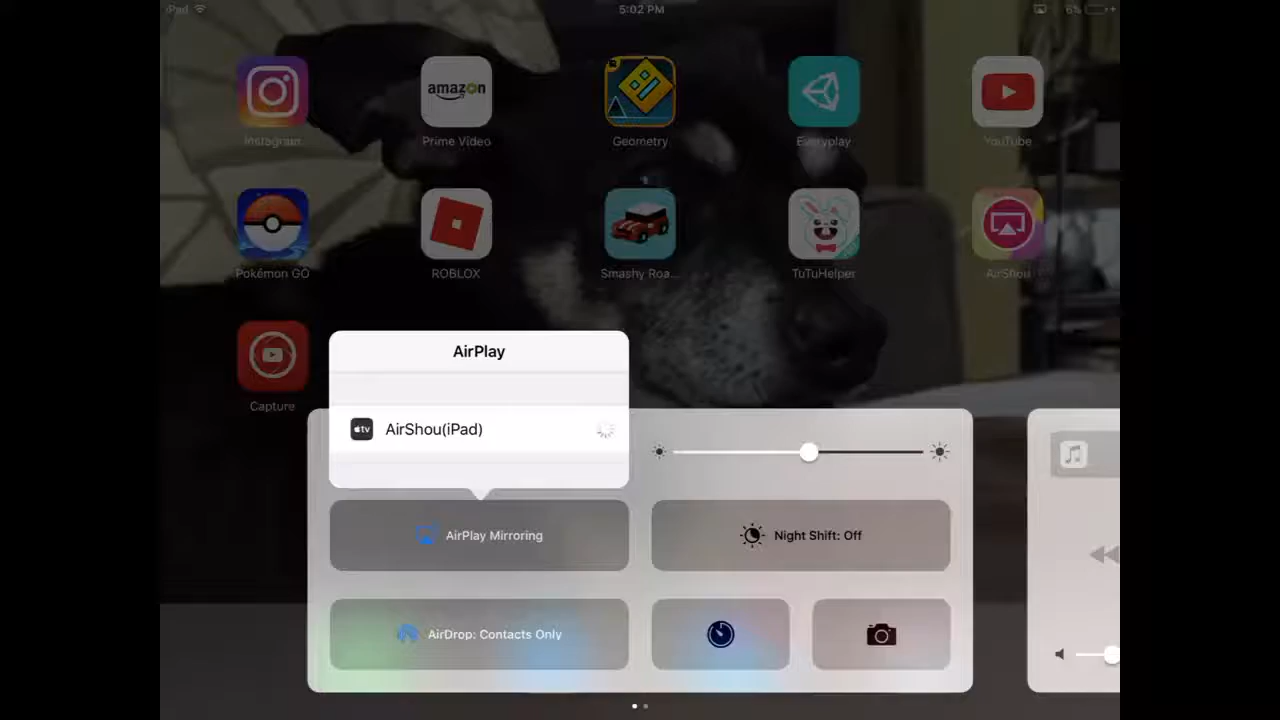 iPad
5:02 PM
6%
amazon
Instagram
Prime Video
Geometry
Everyplay
YouTube
Pokémon GO
ROBLOX
Smashy Roa...
TuTuHelper
AirShou
Capture
AirPlay
tv
AirShou(iPad)
AirPlay Mirroring
Night Shift: Off
AirDrop: Contacts Only